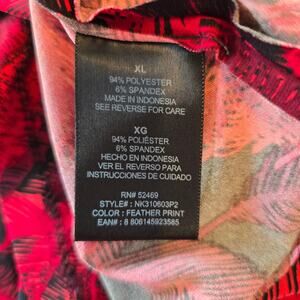 XL
94% POLYESTER
6% SPANDEX
MADE IN INDONESIA
SEE REVERSE FOR CARE
XG
94% POLIÉSTER
6% SPANDEX
HECHO EN INDONESIA
VER EL REVERSO PARA
INSTRUCCIONES DE CUIDADO
RN# 52469
STYLE# : NK310603P2
COLOR : FEATHER PRINT
EAN# : 8 806145923585